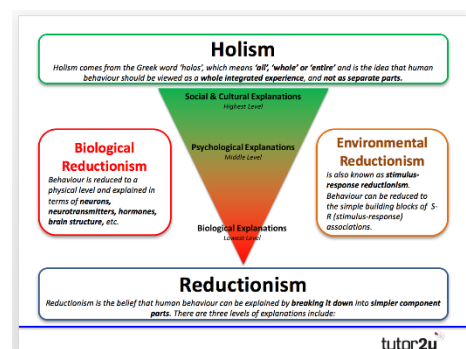 Holism
Holism comes from the Greek word 'holos', which means 'all', 'whole' or 'entire' and is the idea that human
behaviour should be viewed as a whole integrated experience, and not as separate parts.
Social & Cultural Explanations
Highest Level
Biological
Reductionism
Behaviour is reduced to a
physical level and explained in
terms of neurons,
neurotransmitters, hormones,
brain structure, etc.
Psychological Explanations
Middle Level
Environmental
Reductionism
is also known as stimulus-
response reductionism.
Behaviour can be reduced to
the simple building blocks of S-
R (stimulus-response)
associations.
Biological Explanations
Lowest Level
Reductionism
Reductionism is the belief that human behaviour can be explained by breaking it down into simpler component
parts. There are three levels of explanations include:
tutor2u